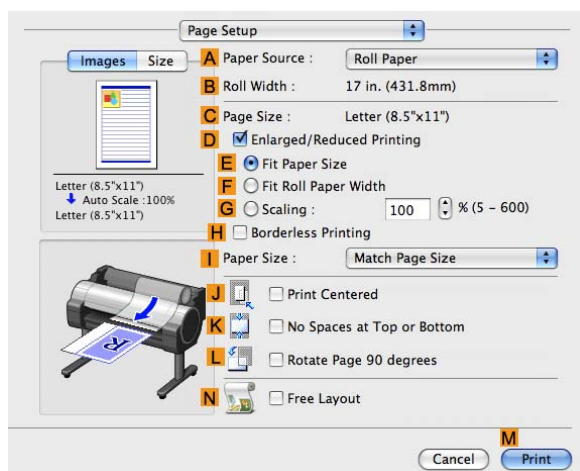 Page Setup
Images Size
A Paper Source : Roll Paper
B Roll Width : 17 in. (431.8mm)
C Page Size : Letter (8.5"x11")
D Enlarged/Reduced Printing
E Fit Paper Size
F Fit Roll Paper Width
G Scaling : 100 % (5 – 600)
H Borderless Printing
I Paper Size : Match Page Size
Letter (8.5"x11")
Auto Scale :100%
Letter (8.5"x11")
J Print Centered
K No Spaces at Top or Bottom
L Rotate Page 90 degrees
N Free Layout
M
Cancel Print